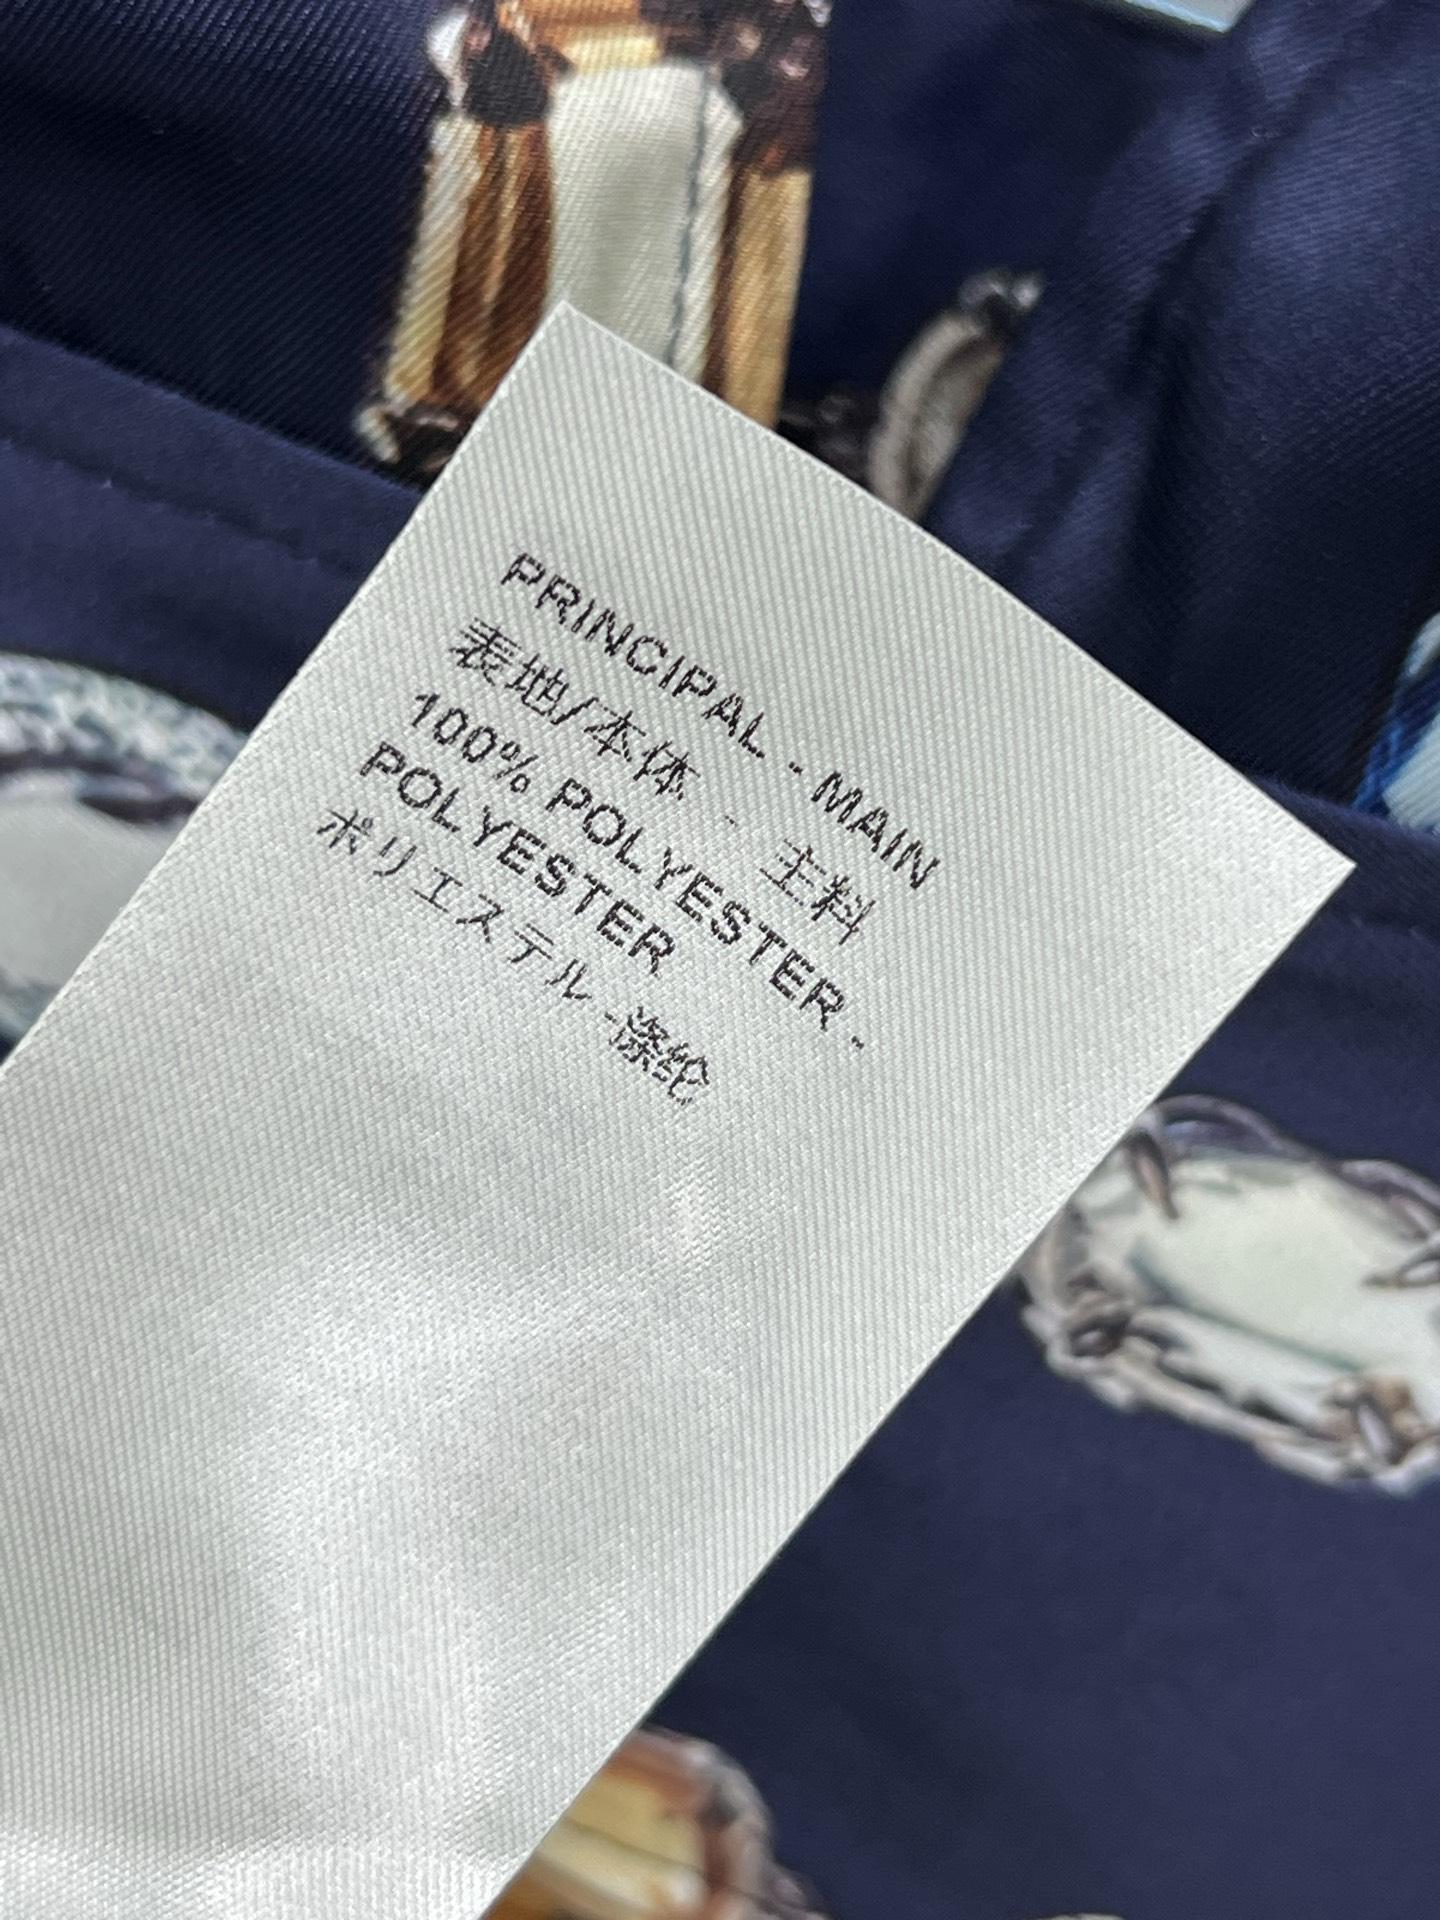 PRINCIPAL - MAIN
表地/本体 - 主料
100% POLYESTER -
POLYESTER
ポリエステル -涤纶